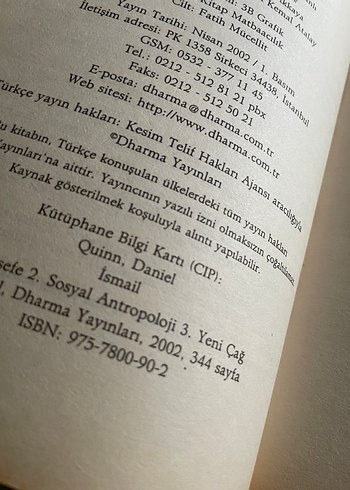 Kemal Atalay
3B Grafik
Kitap Matbaacılık
Cilt: Fatih Mücellit
Yayın Tarihi: Nisan 2002 / 1. Basım
İletişim adresi: PK 1358 Sirkeci 34438, İstanbul
GSM: 0532 - 377 11 45
Tel.: 0212 - 512 81 21 pbx
Faks: 0212 - 512 50 21
E-posta: dharma@dharma.com.tr
Web sitesi: http://www.dharma.com.tr
Türkçe yayın hakları: Kesim Telif Hakları Ajansı aracılığıyla
©Dharma Yayınları
Bu kitabın, Türkçe konuşulan ülkelerdeki tüm yayın hakları
Yayınları'na aittir. Yayıncının yazılı izni olmaksızın çoğaltılamaz.
Kaynak gösterilmek koşuluyla alıntı yapılabilir.
Kütüphane Bilgi Kartı (CIP):
Quinn, Daniel
İsmail
sefe 2. Sosyal Antropoloji 3. Yeni Çağ
l, Dharma Yayınları, 2002, 344 sayfa
ISBN: 975-7800-90-2